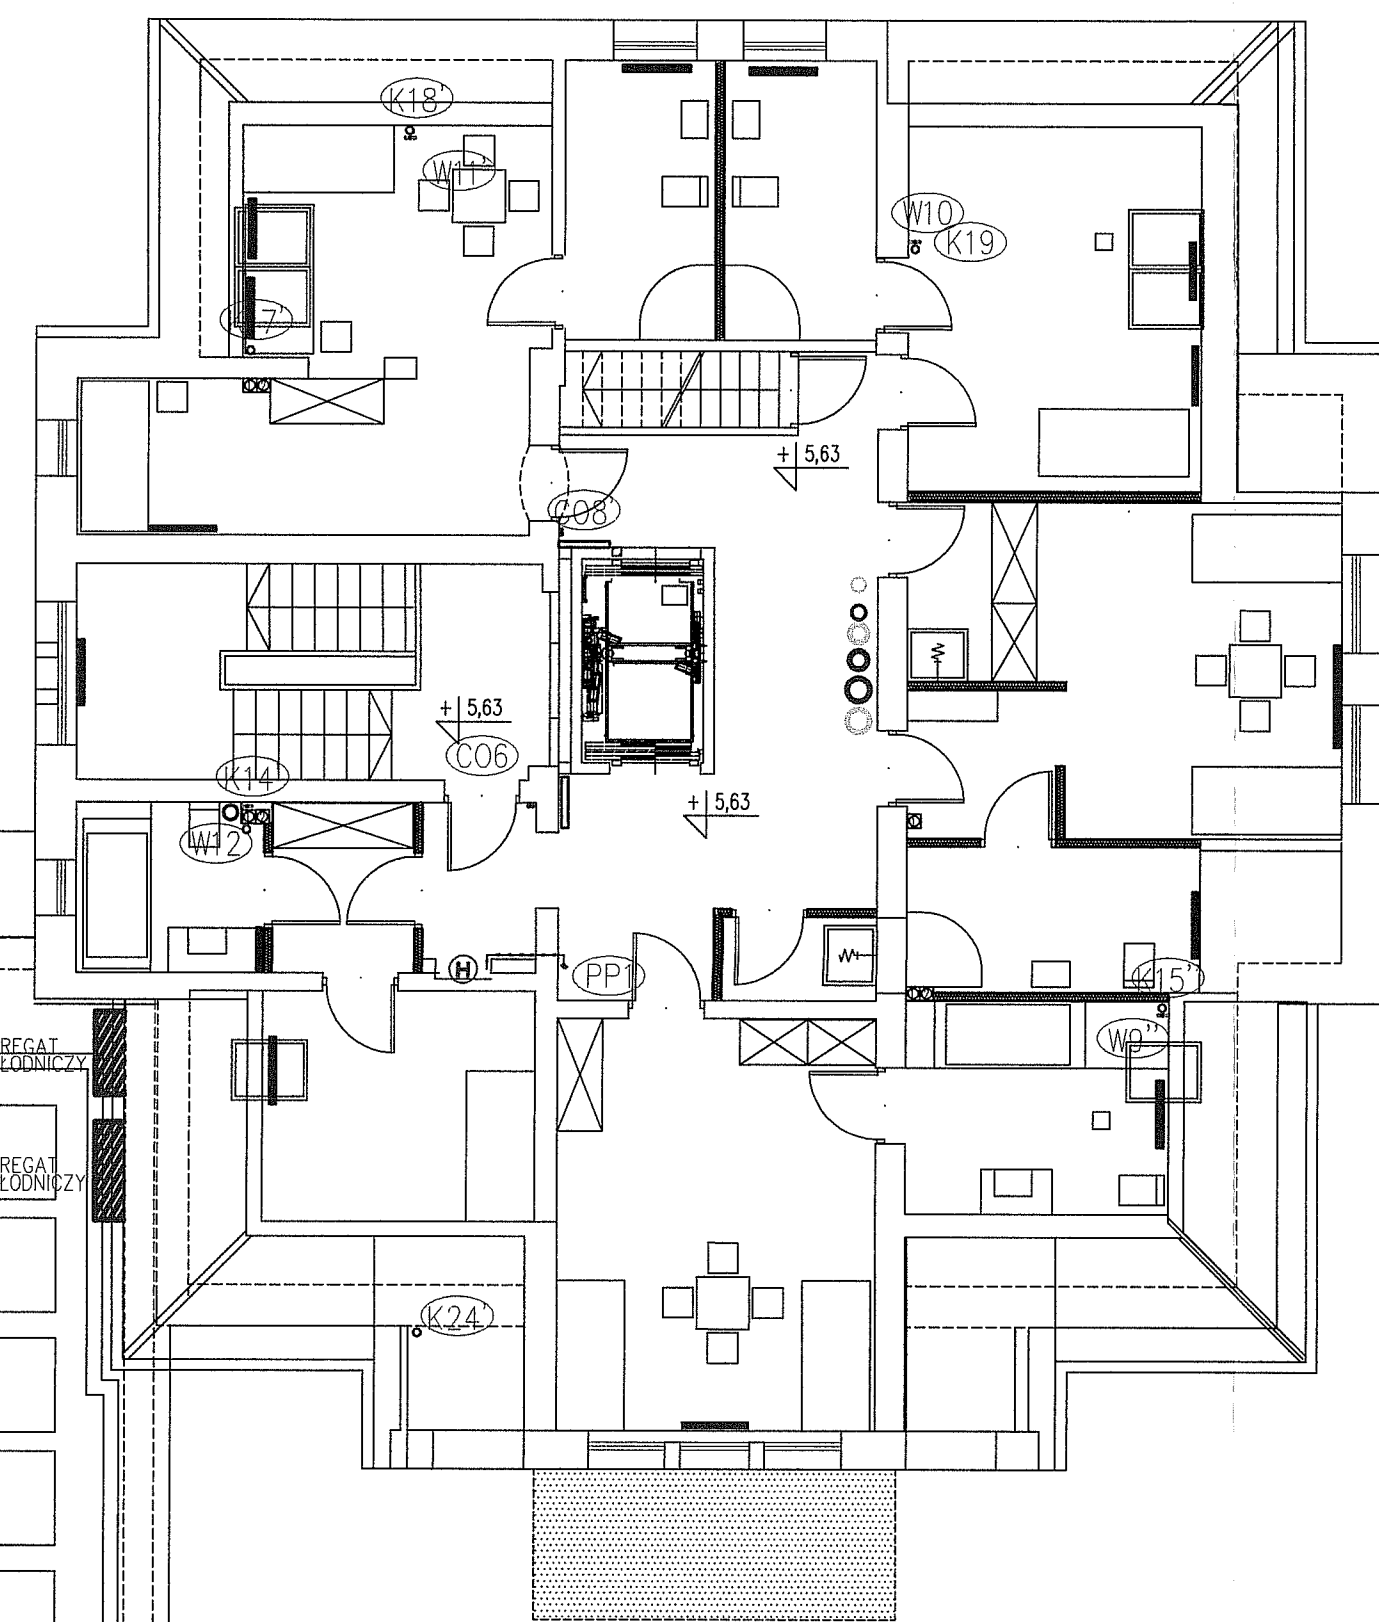 K18'
W11'
W10
K19
7'
+ 5,63
C08'
+ 5,63
C06
K14'
+ 5,63
W12'
H
PP1
K15''
W9''
REGAT
ŁODNICZY
REGAT
ŁODNICZY
K24'